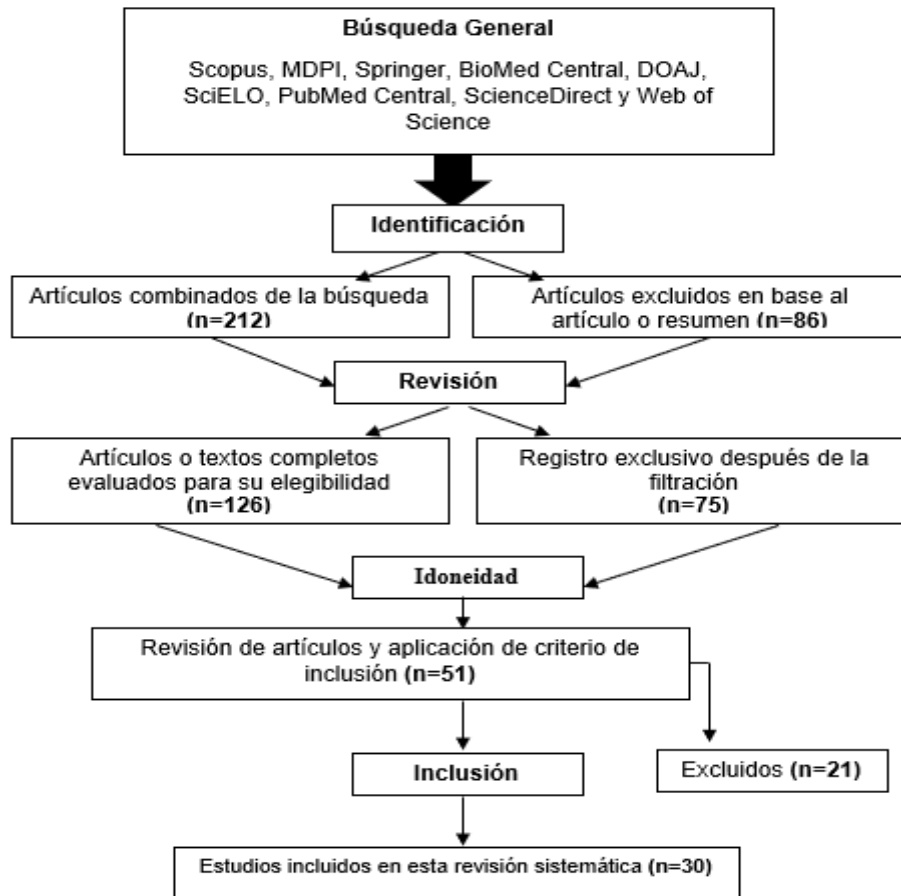 Búsqueda General
Scopus, MDPI, Springer, BioMed Central, DOAJ,
SciELO, PubMed Central, ScienceDirect y Web of
Science
Identificación
Artículos combinados de la búsqueda
(n=212)
Artículos excluidos en base al
artículo o resumen (n=86)
Revisión
Artículos o textos completos
evaluados para su elegibilidad
(n=126)
Registro exclusivo después de la
filtración
(n=75)
Idoneidad
Revisión de artículos y aplicación de criterio de
inclusión (n=51)
Inclusión
Excluidos (n=21)
Estudios incluidos en esta revisión sistemática (n=30)